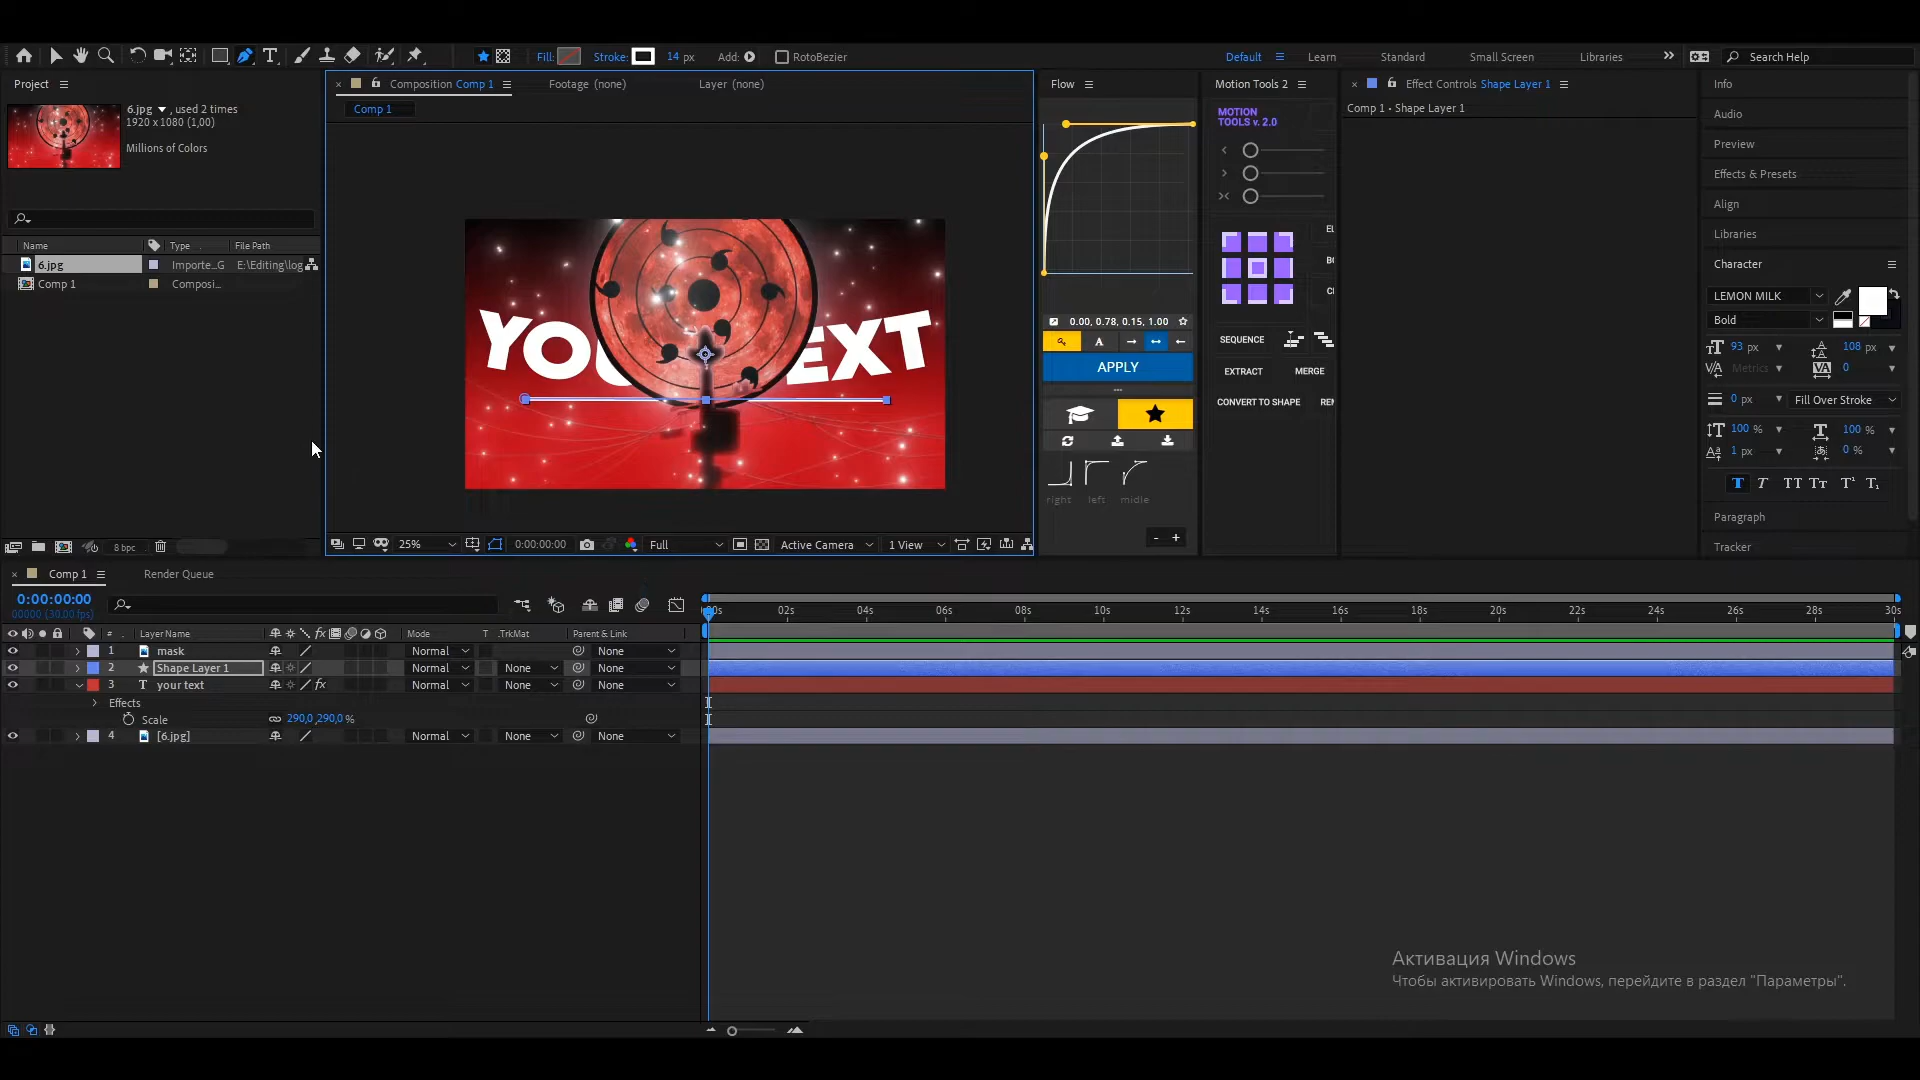 Fill:
Stroke:
14 px
Add:
RotoBezier
Default
Learn
Standard
Small Screen
Libraries
Search Help
Project
6.jpg , used 2 times
1920 x 1080 (1,00)
Millions of Colors
Name
Type
File Path
6.jpg
Importe...G
E:\Editing\log
Comp 1
Composi...
8 bpc
Composition Comp 1
Footage (none)
Layer (none)
Comp 1
YOU
EXT
25%
0:00:00:00
Full
Active Camera
1 View
Flow
0.00, 0.78, 0.15, 1.00
A
APPLY
right
left
midle
- +
Motion Tools 2
MOTION
TOOLS v. 2.0
EL
SEQUENCE
EXTRACT
MERGE
CONVERT TO SHAPE
Effect Controls Shape Layer 1
Comp 1 • Shape Layer 1
Info
Audio
Preview
Effects & Presets
Align
Libraries
Character
LEMON MILK
Bold
93 px
108 px
Metrics
0
0 px
Fill Over Stroke
100 %
100 %
1 px
0 %
Paragraph
Tracker
Comp 1
Render Queue
0:00:00:00
00000 (30.00 fps)
02s
04s
06s
08s
10s
12s
14s
16s
18s
20s
22s
24s
26s
28s
30s
#
Layer Name
Mode
T
.TrkMat
Parent & Link
1
mask
Normal
None
2
Shape Layer 1
Normal
None
None
3
T
your text
Normal
None
None
Effects
Scale
290,0,290,0%
4
[6.jpg]
Normal
None
None
Активация Windows
Чтобы активировать Windows, перейдите в раздел "Параметры".